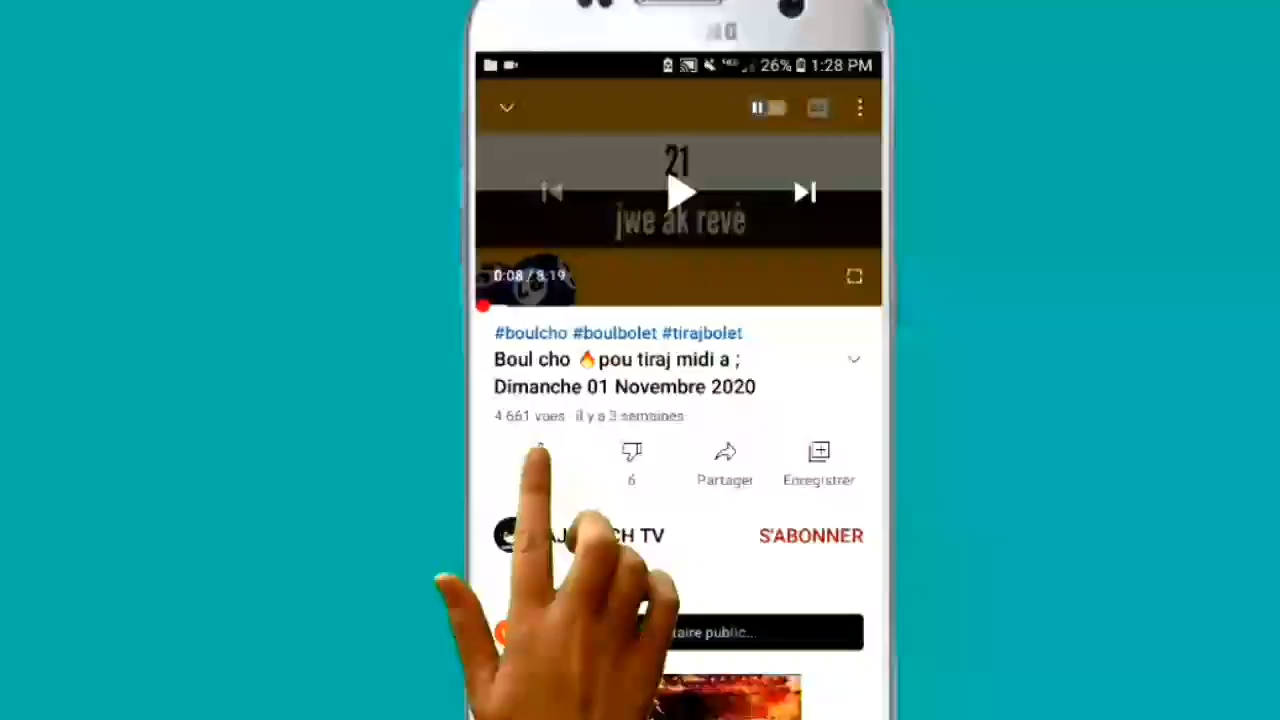 26% 1:28 PM
21
jwe ak revè
0:08 / 8:19
#boulcho #boulbolet #tirajbolet
Boul cho 🔥pou tiraj midi a ;
Dimanche 01 Novembre 2020
4 661 vues · il y a 3 semaines
6
Partager
Enregistrer
TV
S'ABONNER
public...